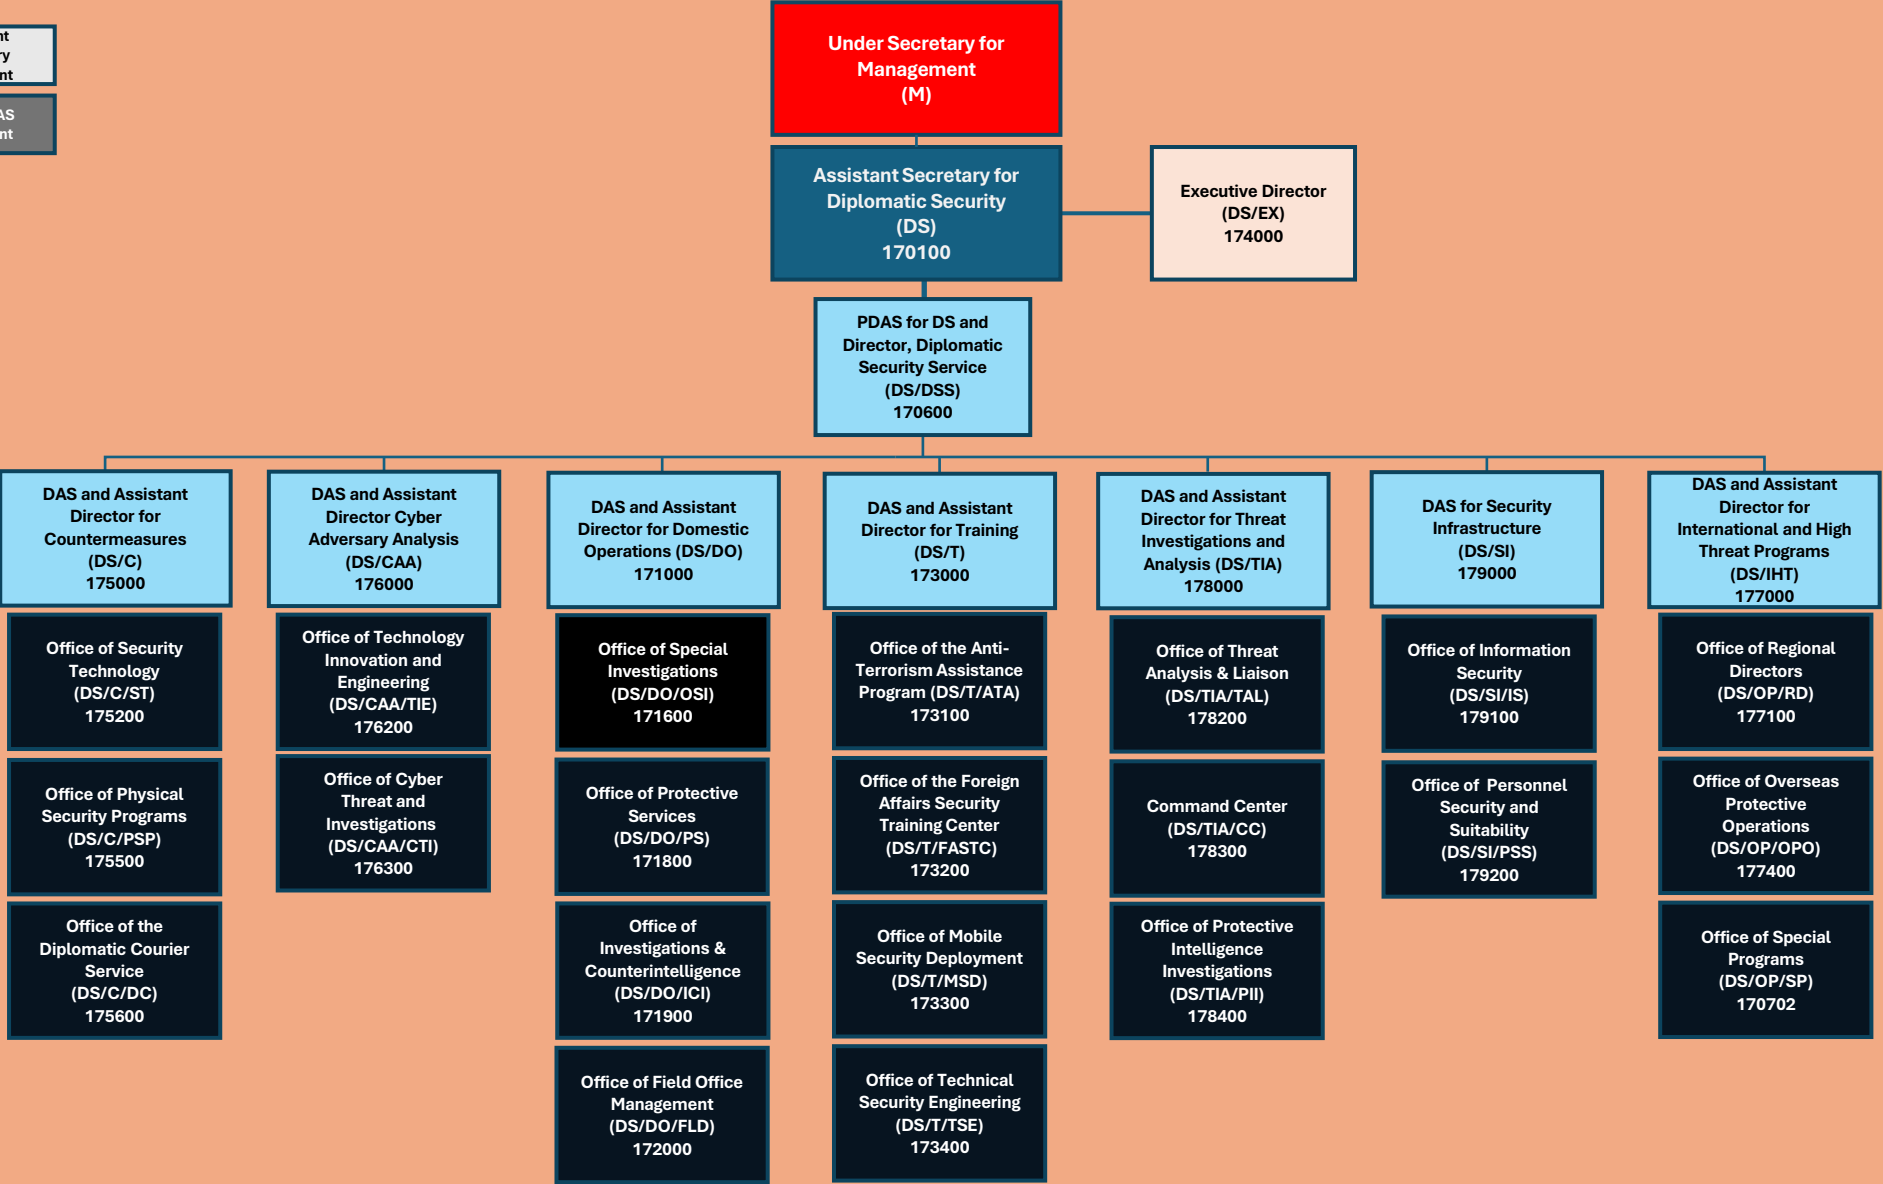 nt
ry
nt
AS
nt
Under Secretary for
Management
(M)
Assistant Secretary for
Diplomatic Security
(DS)
170100
Executive Director
(DS/EX)
174000
PDAS for DS and
Director, Diplomatic
Security Service
(DS/DSS)
170600
DAS and Assistant
Director for
Countermeasures
(DS/C)
175000
DAS and Assistant
Director Cyber
Adversary Analysis
(DS/CAA)
176000
DAS and Assistant
Director for Domestic
Operations (DS/DO)
171000
DAS and Assistant
Director for Training
(DS/T)
173000
DAS and Assistant
Director for Threat
Investigations and
Analysis (DS/TIA)
178000
DAS for Security
Infrastructure
(DS/SI)
179000
DAS and Assistant
Director for
International and High
Threat Programs
(DS/IHT)
177000
Office of Security
Technology
(DS/C/ST)
175200
Office of Technology
Innovation and
Engineering
(DS/CAA/TIE)
176200
Office of Special
Investigations
(DS/DO/OSI)
171600
Office of the Anti-
Terrorism Assistance
Program (DS/T/ATA)
173100
Office of Threat
Analysis & Liaison
(DS/TIA/TAL)
178200
Office of Information
Security
(DS/SI/IS)
179100
Office of Regional
Directors
(DS/OP/RD)
177100
Office of Physical
Security Programs
(DS/C/PSP)
175500
Office of Cyber
Threat and
Investigations
(DS/CAA/CTI)
176300
Office of Protective
Services
(DS/DO/PS)
171800
Office of the Foreign
Affairs Security
Training Center
(DS/T/FASTC)
173200
Command Center
(DS/TIA/CC)
178300
Office of Personnel
Security and
Suitability
(DS/SI/PSS)
179200
Office of Overseas
Protective
Operations
(DS/OP/OPO)
177400
Office of the
Diplomatic Courier
Service
(DS/C/DC)
175600
Office of
Investigations &
Counterintelligence
(DS/DO/ICI)
171900
Office of Mobile
Security Deployment
(DS/T/MSD)
173300
Office of Protective
Intelligence
Investigations
(DS/TIA/PII)
178400
Office of Special
Programs
(DS/OP/SP)
170702
Office of Field Office
Management
(DS/DO/FLD)
172000
Office of Technical
Security Engineering
(DS/T/TSE)
173400